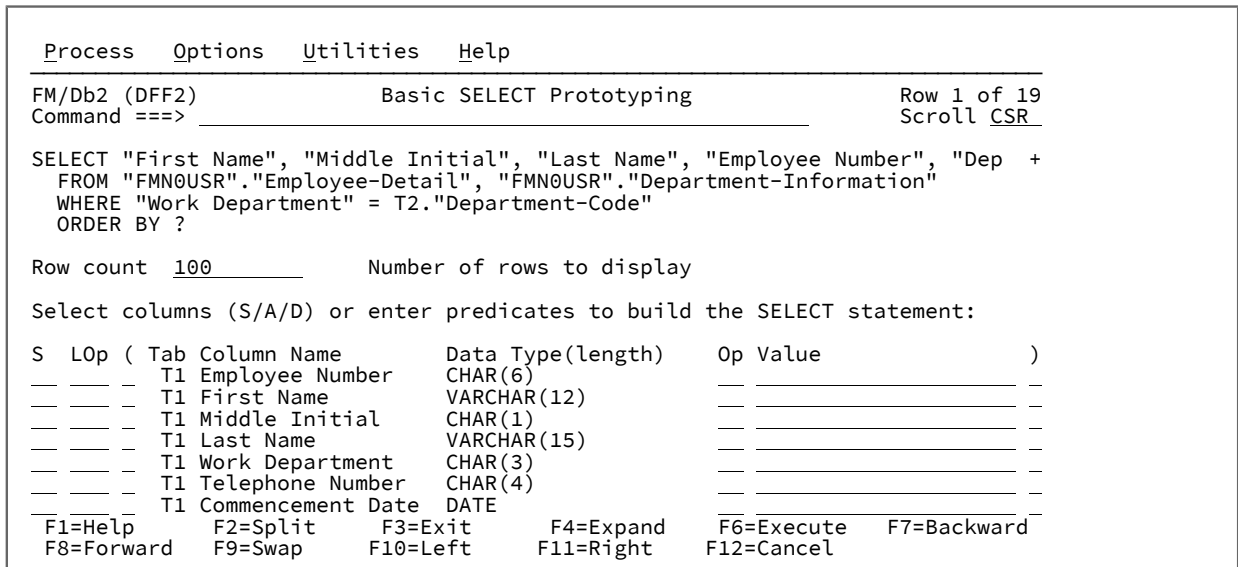 Process   Options   Utilities   Help
FM/Db2 (DFF2)               Basic SELECT Prototyping                Row 1 of 19
Command ===>                                                        Scroll CSR
SELECT "First Name", "Middle Initial", "Last Name", "Employee Number", "Dep  +
FROM "FMN0USR"."Employee-Detail", "FMN0USR"."Department-Information"
WHERE "Work Department" = T2."Department-Code"
ORDER BY ?
Row count  100            Number of rows to display
Select columns (S/A/D) or enter predicates to build the SELECT statement:
S  LOp ( Tab Column Name        Data Type(length)    Op Value                )
T1 Employee Number    CHAR(6)
T1 First Name         VARCHAR(12)
T1 Middle Initial     CHAR(1)
T1 Last Name          VARCHAR(15)
T1 Work Department    CHAR(3)
T1 Telephone Number   CHAR(4)
T1 Commencement Date  DATE
F1=Help      F2=Split     F3=Exit      F4=Expand    F6=Execute   F7=Backward
F8=Forward   F9=Swap     F10=Left     F11=Right    F12=Cancel